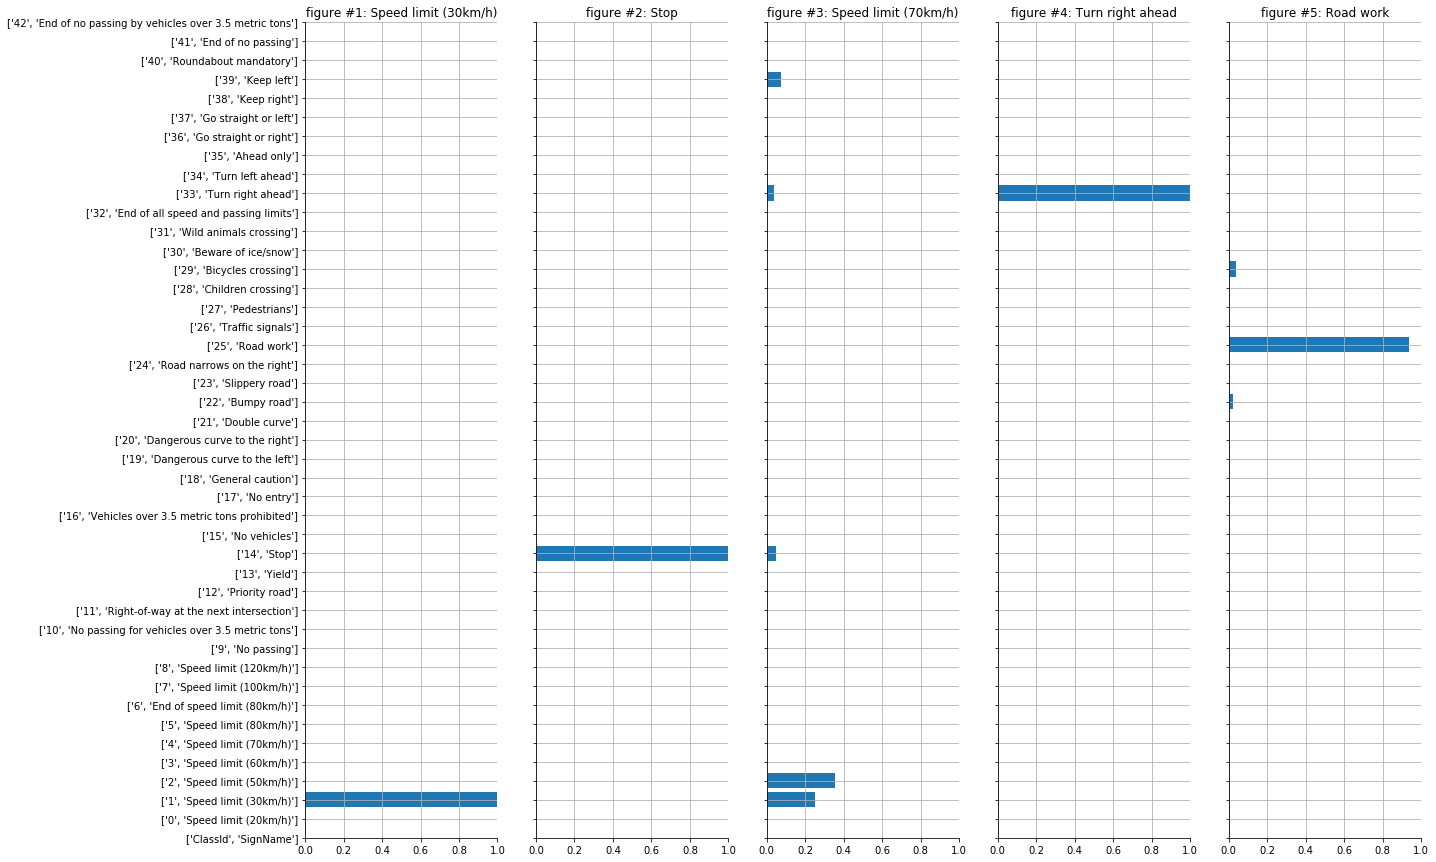 figure #1: Speed limit (30km/h) figure #2: Stop figure #3: Speed limit (70km/h) figure #4: Turn right ahead figure #5: Road work
['42', 'End of no passing by vehicles over 3.5 metric tons']
['41', 'End of no passing']
['40', 'Roundabout mandatory']
['39', 'Keep left']
['38', 'Keep right']
['37', 'Go straight or left']
['36', 'Go straight or right']
['35', 'Ahead only']
['34', 'Turn left ahead']
['33', 'Turn right ahead']
['32', 'End of all speed and passing limits']
['31', 'Wild animals crossing']
['30', 'Beware of ice/snow']
['29', 'Bicycles crossing']
['28', 'Children crossing']
['27', 'Pedestrians']
['26', 'Traffic signals']
['25', 'Road work']
['24', 'Road narrows on the right']
['23', 'Slippery road']
['22', 'Bumpy road']
['21', 'Double curve']
['20', 'Dangerous curve to the right']
['19', 'Dangerous curve to the left']
['18', 'General caution']
['17', 'No entry']
['16', 'Vehicles over 3.5 metric tons prohibited']
['15', 'No vehicles']
['14', 'Stop']
['13', 'Yield']
['12', 'Priority road']
['11', 'Right-of-way at the next intersection']
['10', 'No passing for vehicles over 3.5 metric tons']
['9', 'No passing']
['8', 'Speed limit (120km/h)']
['7', 'Speed limit (100km/h)']
['6', 'End of speed limit (80km/h)']
['5', 'Speed limit (80km/h)']
['4', 'Speed limit (70km/h)']
['3', 'Speed limit (60km/h)']
['2', 'Speed limit (50km/h)']
['1', 'Speed limit (30km/h)']
['0', 'Speed limit (20km/h)']
['ClassId', 'SignName']
0.0 0.2 0.4 0.6 0.8 1.0 0.0 0.2 0.4 0.6 0.8 1.0 0.0 0.2 0.4 0.6 0.8 1.0 0.0 0.2 0.4 0.6 0.8 1.0 0.0 0.2 0.4 0.6 0.8 1.0